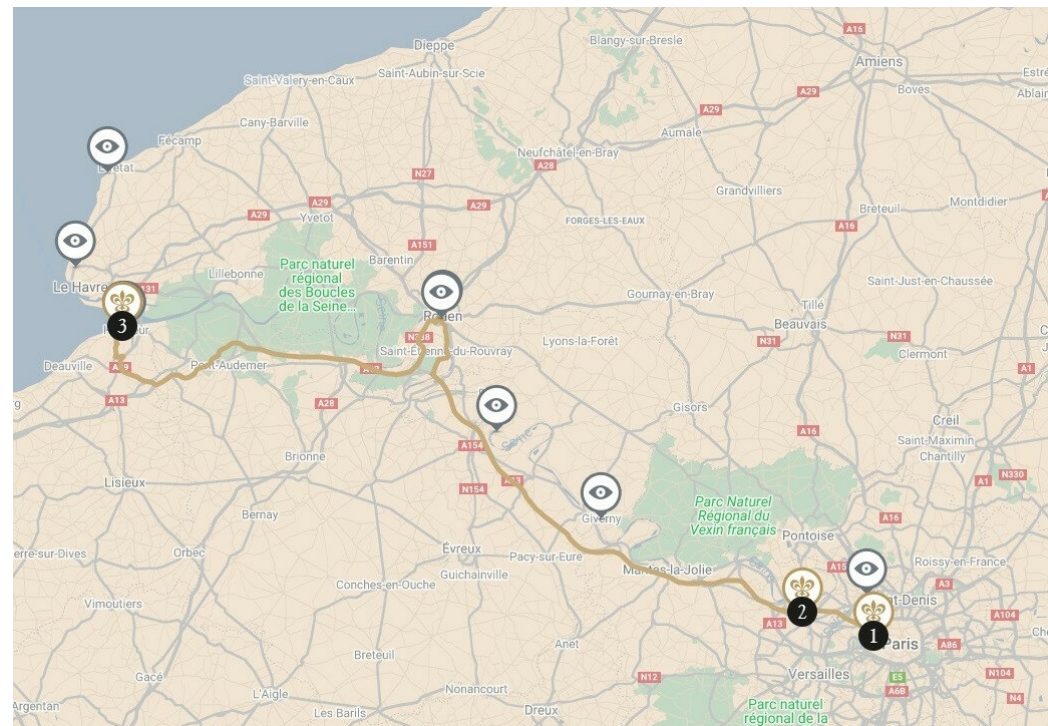 Dieppe
Blangy-sur-Bresle
A16
Amiens
Saint-Valery-en-Caux
Saint-Aubin-sur-Scie
A29
Boves
Cany-Barville
A29
Fécamp
Aumale
Neufchâtel-en-Bray
A28
N27
Grandvilliers
A29
A29
Yvetot
FORGES-LES-EAUX
Breteuil
Montdidier
A16
A151
Barentin
Lillebonne
Parc naturel
régional
des Boucles
de la Seine...
Saint-Just-en-Chaussée
Le Havre
A131
Gournay-en-Bray
Tillé
3
Seine
Rouen
Beauvais
N338
Saint-Étienne-du-Rouvray
Lyons-la-Forêt
N31
N31
Clermont
Deauville
Pont-Audemer
A1
A13
A28
Gisors
Creil
A16
Saint-Maximin
Chantilly
Seine
A154
Brionne
N330
Lisieux
N154
A13
A1
Parc Naturel
Régional du
Vexin français
Giverny
A16
Bernay
Pontoise
Évreux
Pacy-sur-Eure
Orbec
Guichainville
Mantes-la-Jolie
A15
Roissy-en-France
Conches-en-Ouche
A3
Vimoutiers
2
A13
A104
1
Paris
A86
Anet
Breteuil
Versailles
Gacé
N12
E5
N104
A6B
L'Aigle
Nonancourt
N4
Argentan
Les Barils
Dreux
Parc naturel
régional de la